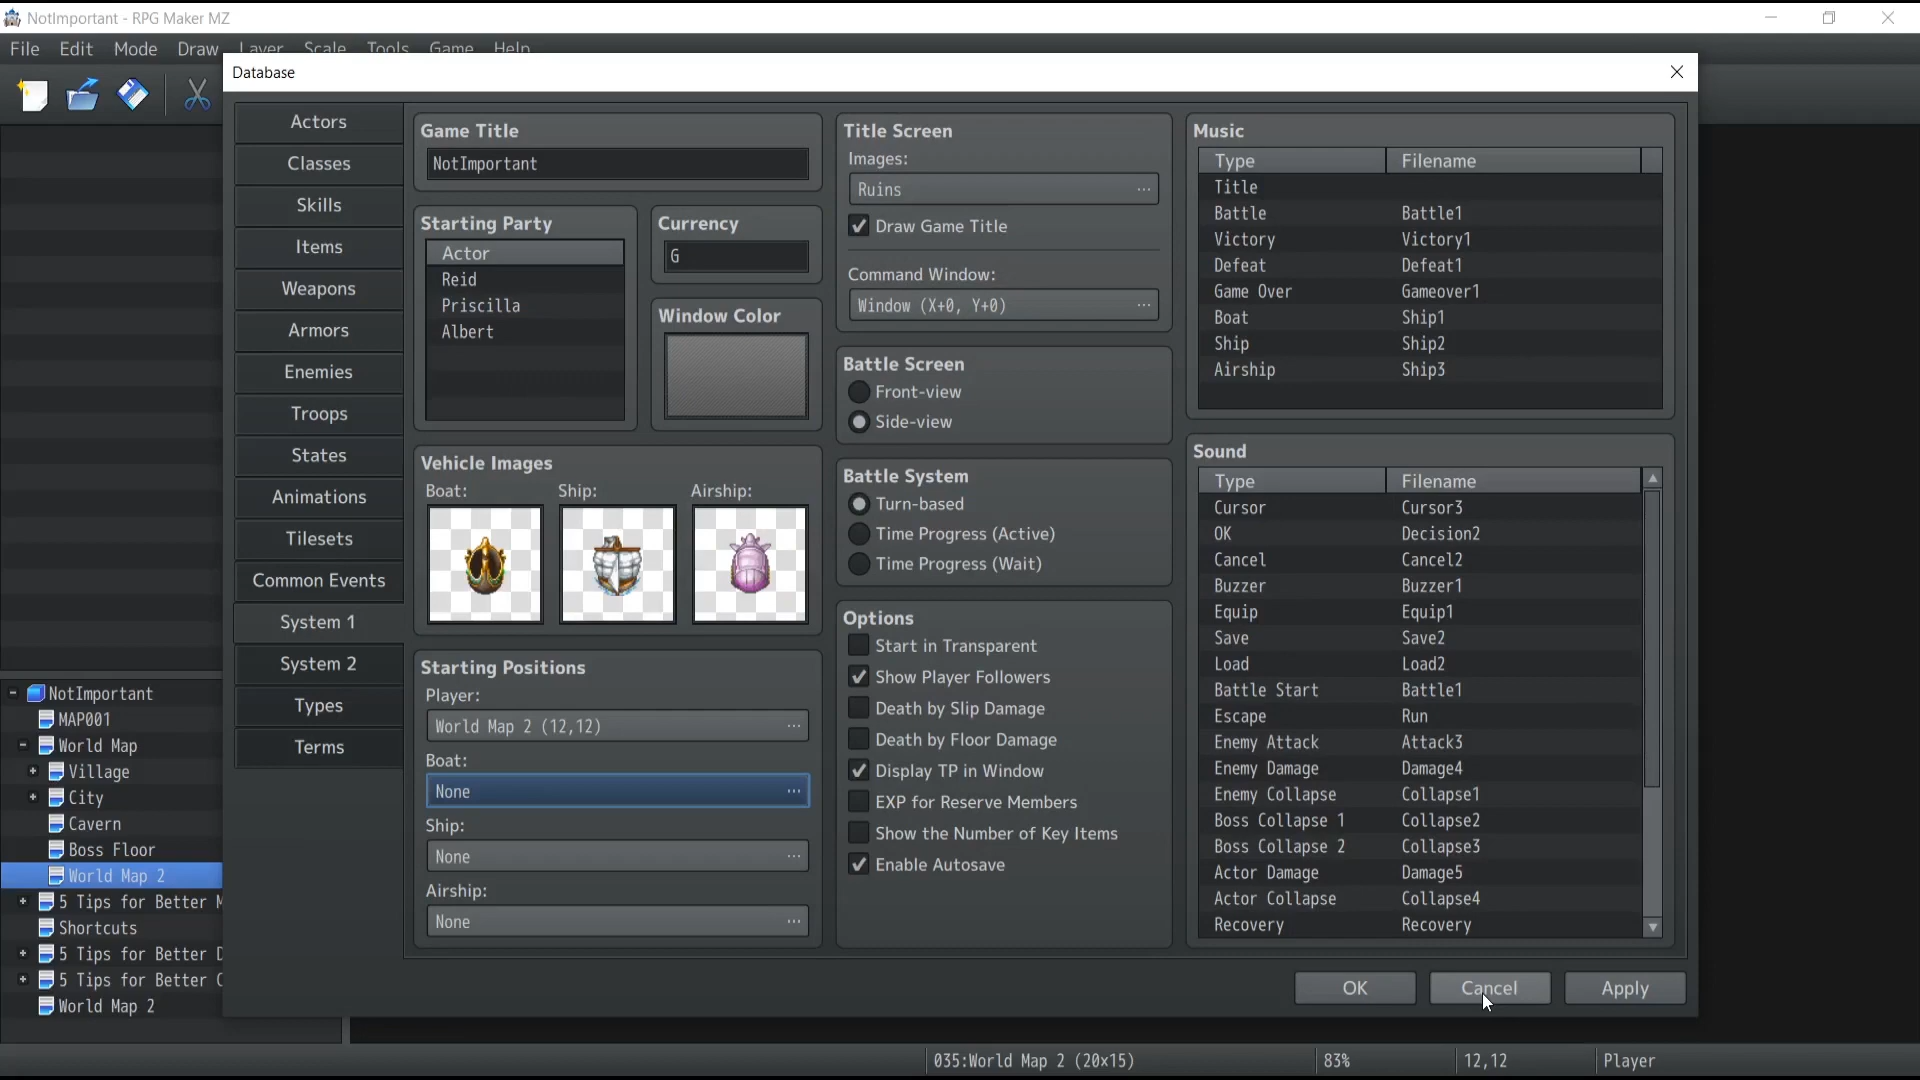 NotImportant - RPG Maker MZ
File Edit Mode Draw Layer Scale Tools Game Help
Database
Actors
Classes
Skills
Items
Weapons
Armors
Enemies
Troops
States
Animations
Tilesets
Common Events
System 1
System 2
Types
Terms
Game Title
NotImportant
Starting Party
Actor
Reid
Priscilla
Albert
Currency
G
Window Color
Vehicle Images
Boat: Ship: Airship:
Starting Positions
Player:
World Map 2 (12,12) ...
Boat:
None ...
Ship:
None ...
Airship:
None ...
Title Screen
Images:
Ruins ...
Draw Game Title
Command Window:
Window (X+0, Y+0) ...
Battle Screen
Front-view
Side-view
Battle System
Turn-based
Time Progress (Active)
Time Progress (Wait)
Options
Start in Transparent
Show Player Followers
Death by Slip Damage
Death by Floor Damage
Display TP in Window
EXP for Reserve Members
Show the Number of Key Items
Enable Autosave
Music
Type Filename
Title
Battle Battle1
Victory Victory1
Defeat Defeat1
Game Over Gameover1
Boat Ship1
Ship Ship2
Airship Ship3
Sound
Type Filename
Cursor Cursor3
OK Decision2
Cancel Cancel2
Buzzer Buzzer1
Equip Equip1
Save Save2
Load Load2
Battle Start Battle1
Escape Run
Enemy Attack Attack3
Enemy Damage Damage4
Enemy Collapse Collapse1
Boss Collapse 1 Collapse2
Boss Collapse 2 Collapse3
Actor Damage Damage5
Actor Collapse Collapse4
Recovery Recovery
OK Cancel Apply
NotImportant
MAP001
World Map
Village
City
Cavern
Boss Floor
World Map 2
5 Tips for Better M
Shortcuts
5 Tips for Better D
5 Tips for Better C
World Map 2
035:World Map 2 (20x15) 83% 12,12 Player